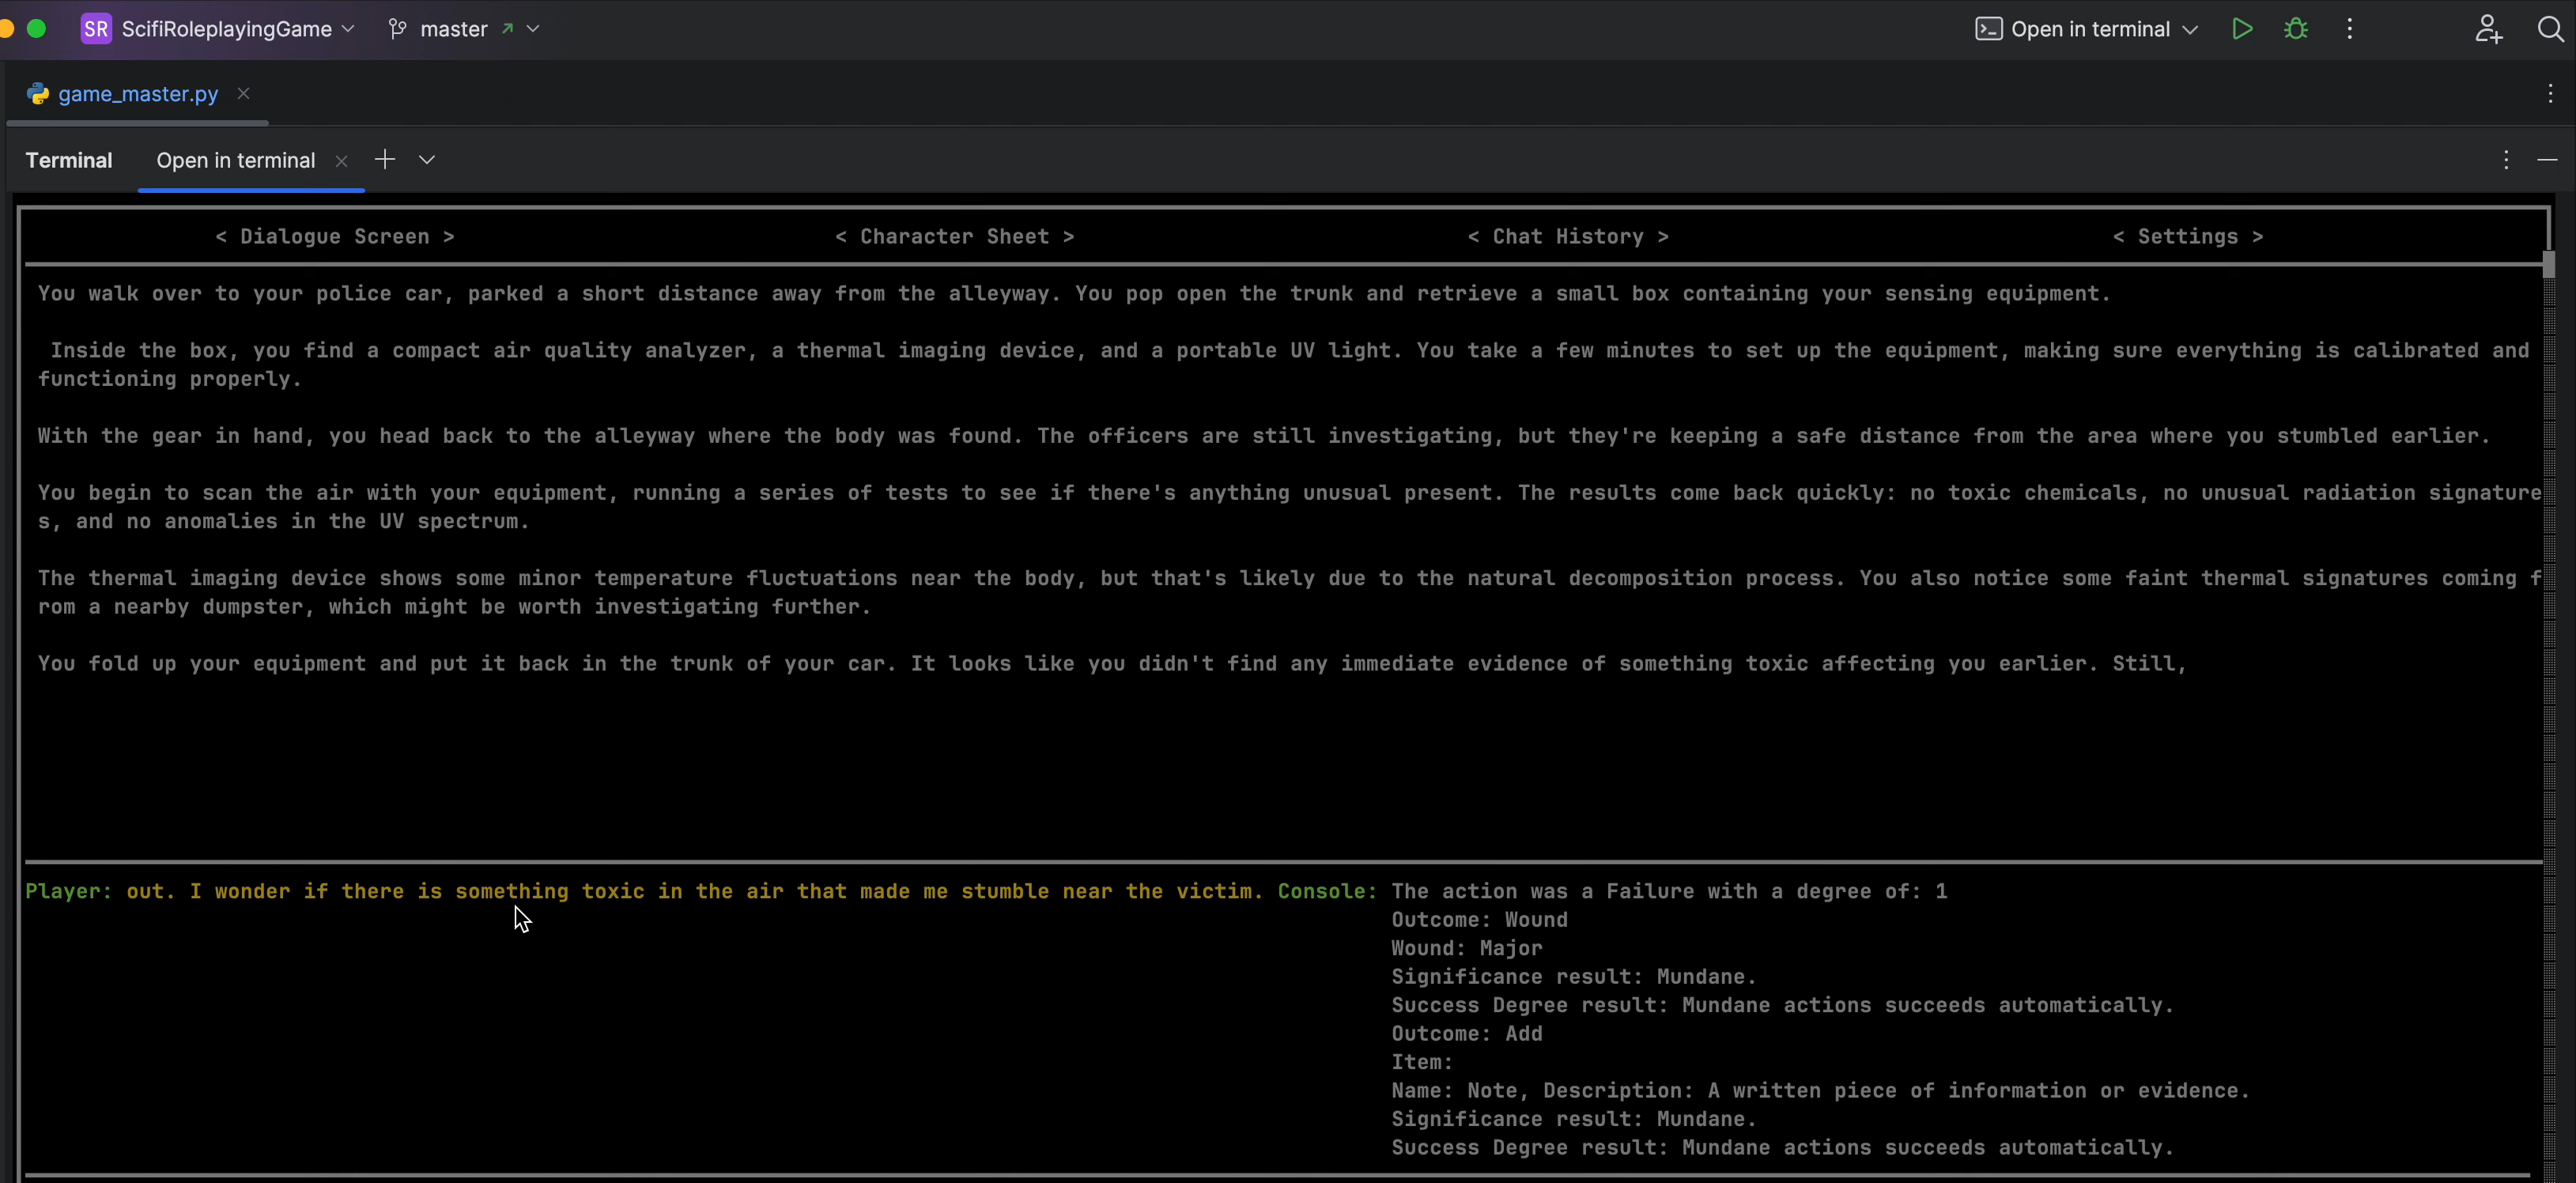 SR ScifiRoleplayingGame master Open in terminal
game_master.py
Terminal Open in terminal
< Dialogue Screen > < Character Sheet > < Chat History > < Settings >
You walk over to your police car, parked a short distance away from the alleyway. You pop open the trunk and retrieve a small box containing your sensing equipment.
Inside the box, you find a compact air quality analyzer, a thermal imaging device, and a portable UV light. You take a few minutes to set up the equipment, making sure everything is calibrated and
functioning properly.
With the gear in hand, you head back to the alleyway where the body was found. The officers are still investigating, but they're keeping a safe distance from the area where you stumbled earlier.
You begin to scan the air with your equipment, running a series of tests to see if there's anything unusual present. The results come back quickly: no toxic chemicals, no unusual radiation signature
s, and no anomalies in the UV spectrum.
The thermal imaging device shows some minor temperature fluctuations near the body, but that's likely due to the natural decomposition process. You also notice some faint thermal signatures coming f
rom a nearby dumpster, which might be worth investigating further.
You fold up your equipment and put it back in the trunk of your car. It looks like you didn't find any immediate evidence of something toxic affecting you earlier. Still,
Player: out. I wonder if there is something toxic in the air that made me stumble near the victim. Console: The action was a Failure with a degree of: 1
Outcome: Wound
Wound: Major
Significance result: Mundane.
Success Degree result: Mundane actions succeeds automatically.
Outcome: Add
Item:
Name: Note, Description: A written piece of information or evidence.
Significance result: Mundane.
Success Degree result: Mundane actions succeeds automatically.